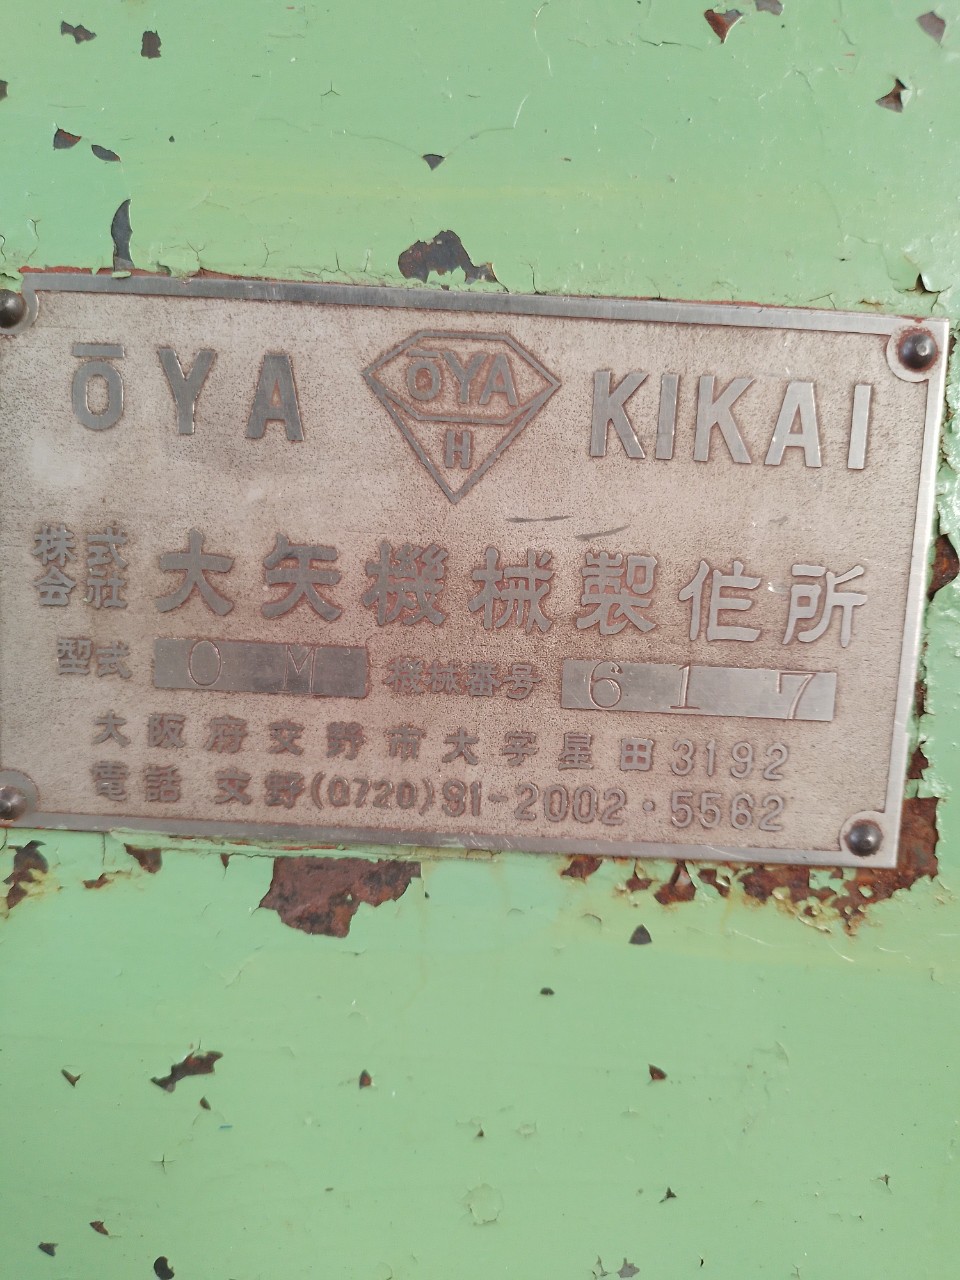 ŌYA ŌYA H KIKAI
株式会社 大矢機械製作所
型式 OM 機械番号 617
大阪府交野市大字星田3192
電話 交野(0720)91-2002・5562